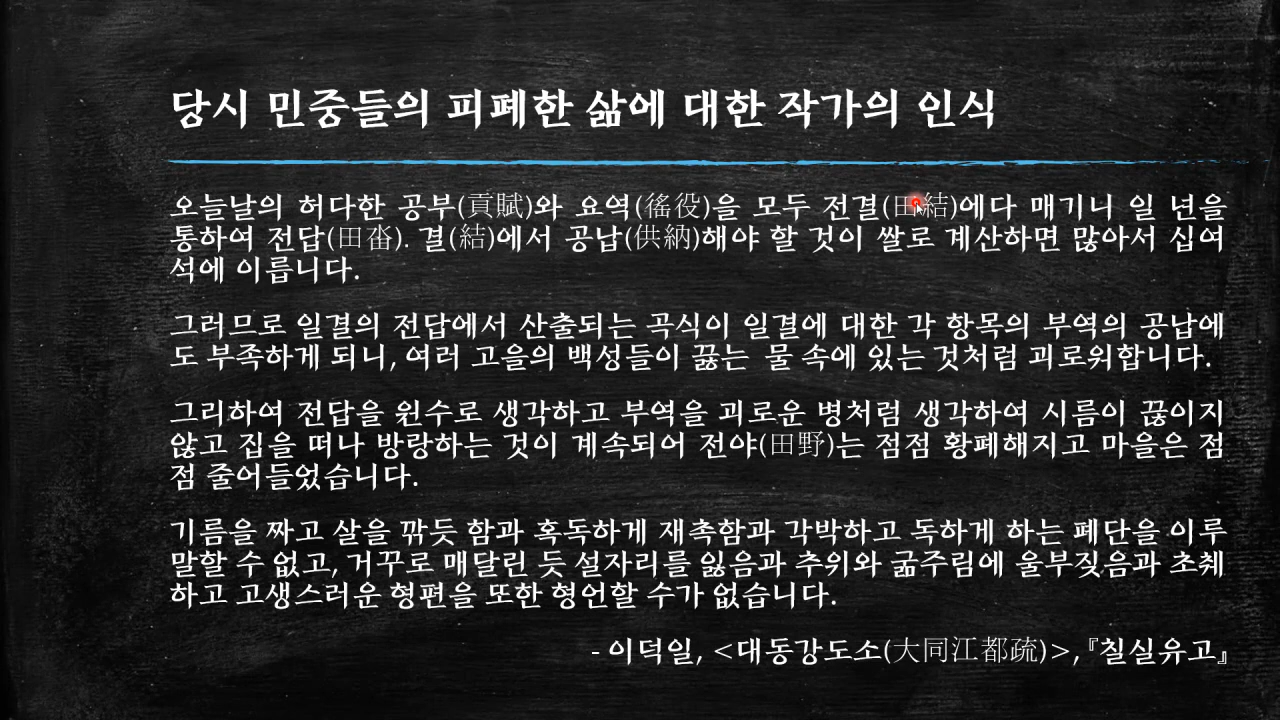 당시 민중들의 피폐한 삶에 대한 작가의 인식
오늘날의 허다한 공부(貢賦)와 요역(徭役)을 모두 전결(田結)에다 매기니 일 년을
통하여 전답(田畓). 결(結)에서 공납(供納)해야 할 것이 쌀로 계산하면 많아서 십여
석에 이릅니다.
그러므로 일결의 전답에서 산출되는 곡식이 일결에 대한 각 항목의 부역의 공납에
도 부족하게 되니, 여러 고을의 백성들이 끓는 물 속에 있는 것처럼 괴로워합니다.
그리하여 전답을 원수로 생각하고 부역을 괴로운 병처럼 생각하여 시름이 끊이지
않고 집을 떠나 방랑하는 것이 계속되어 전야(田野)는 점점 황폐해지고 마을은 점
점 줄어들었습니다.
기름을 짜고 살을 깎듯 함과 혹독하게 재촉함과 각박하고 독하게 하는 폐단을 이루
말할 수 없고, 거꾸로 매달린 듯 설자리를 잃음과 추위와 굶주림에 울부짖음과 초췌
하고 고생스러운 형편을 또한 형언할 수가 없습니다.
- 이덕일, <대동강도소(大同江都疏)>, 『칠실유고』